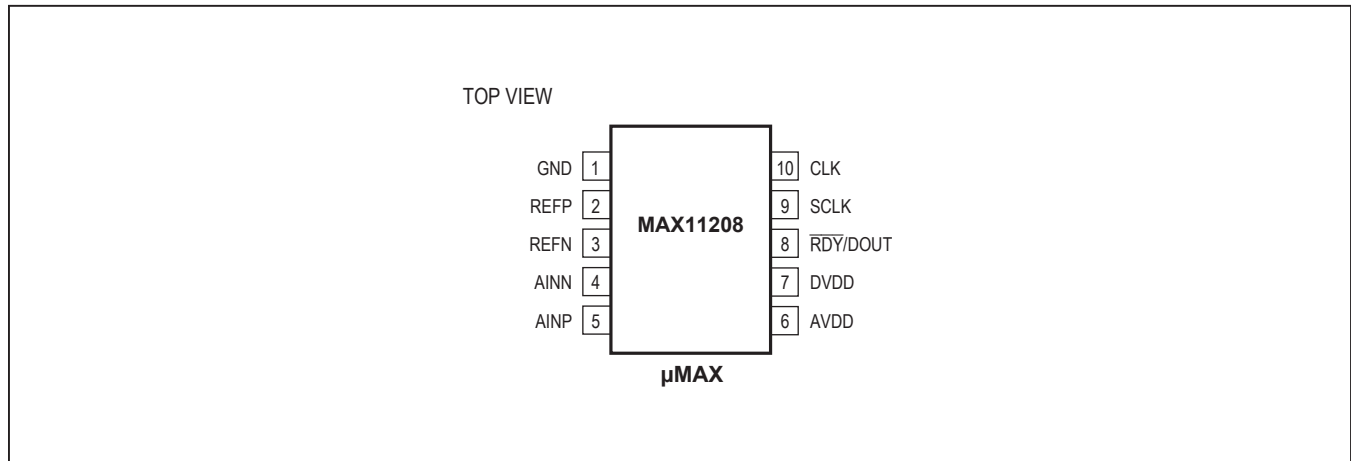 TOP VIEW
GND 1
REFP 2
REFN 3
AINN 4
AINP 5
MAX11208
10 CLK
9 SCLK
8 R̅D̅Y̅/DOUT
7 DVDD
6 AVDD
µMAX